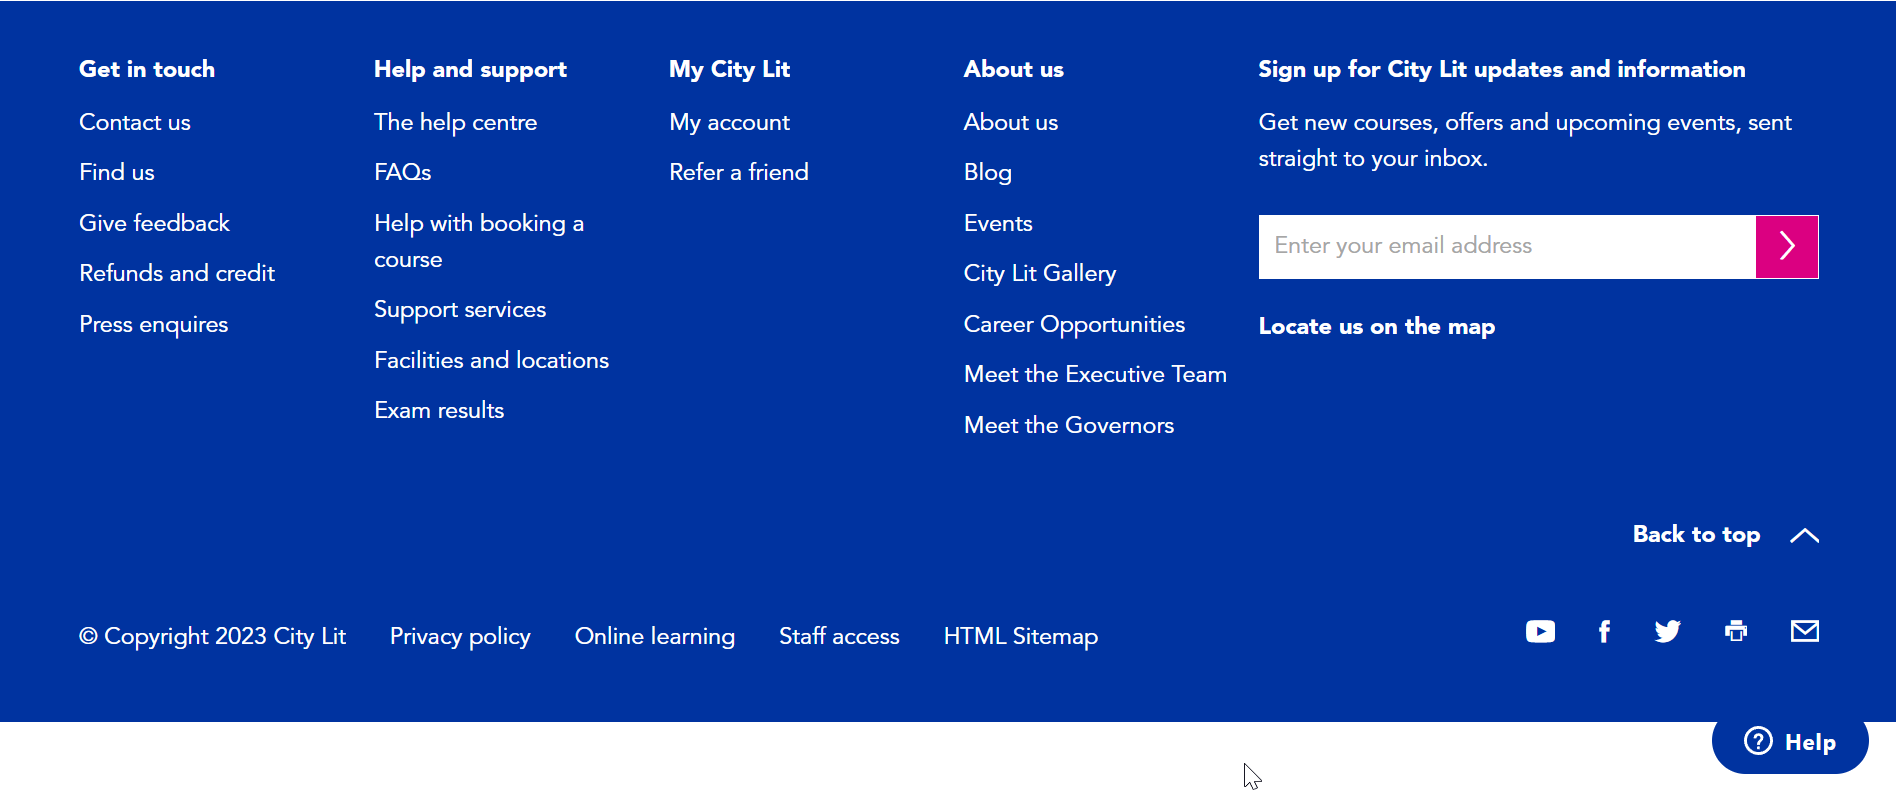 Get in touch
Contact us
Find us
Give feedback
Refunds and credit
Press enquires
Help and support
The help centre
FAQs
Help with booking a
course
Support services
Facilities and locations
Exam results
My City Lit
My account
Refer a friend
About us
About us
Blog
Events
City Lit Gallery
Career Opportunities
Meet the Executive Team
Meet the Governors
Sign up for City Lit updates and information
Get new courses, offers and upcoming events, sent
straight to your inbox.
Enter your email address
Locate us on the map
Back to top
© Copyright 2023 City Lit
Privacy policy
Online learning
Staff access
HTML Sitemap
Help